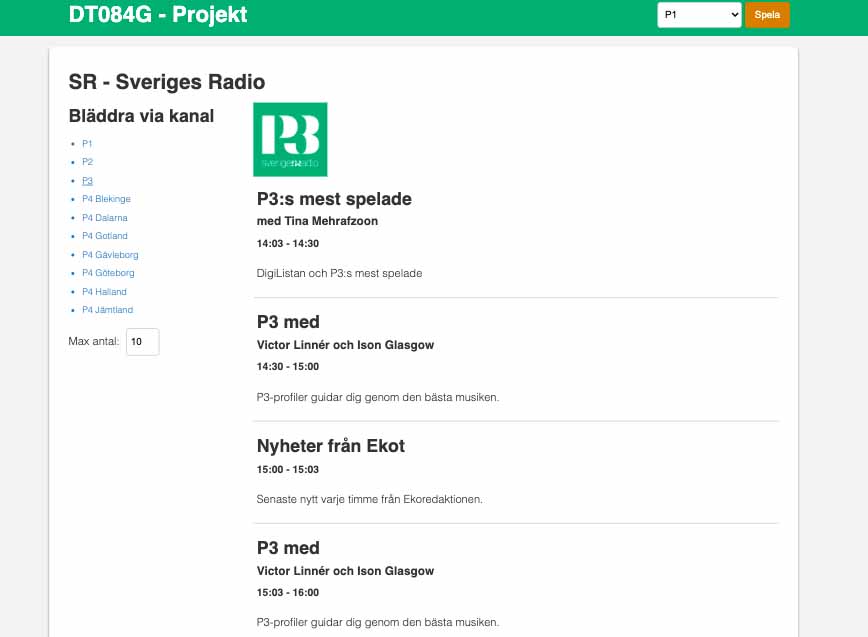 DT084G - Projekt
P1
Spela
SR - Sveriges Radio
Bläddra via kanal
P1
P2
P3
P4 Blekinge
P4 Dalarna
P4 Gotland
P4 Gävleborg
P4 Göteborg
P4 Halland
P4 Jämtland
Max antal: 10
P3
sveriges radio
P3:s mest spelade
med Tina Mehrafzoon
14:03 - 14:30
DigiListan och P3:s mest spelade
P3 med
Victor Linnér och Ison Glasgow
14:30 - 15:00
P3-profiler guidar dig genom den bästa musiken.
Nyheter från Ekot
15:00 - 15:03
Senaste nytt varje timme från Ekoredaktionen.
P3 med
Victor Linnér och Ison Glasgow
15:03 - 16:00
P3-profiler guidar dig genom den bästa musiken.